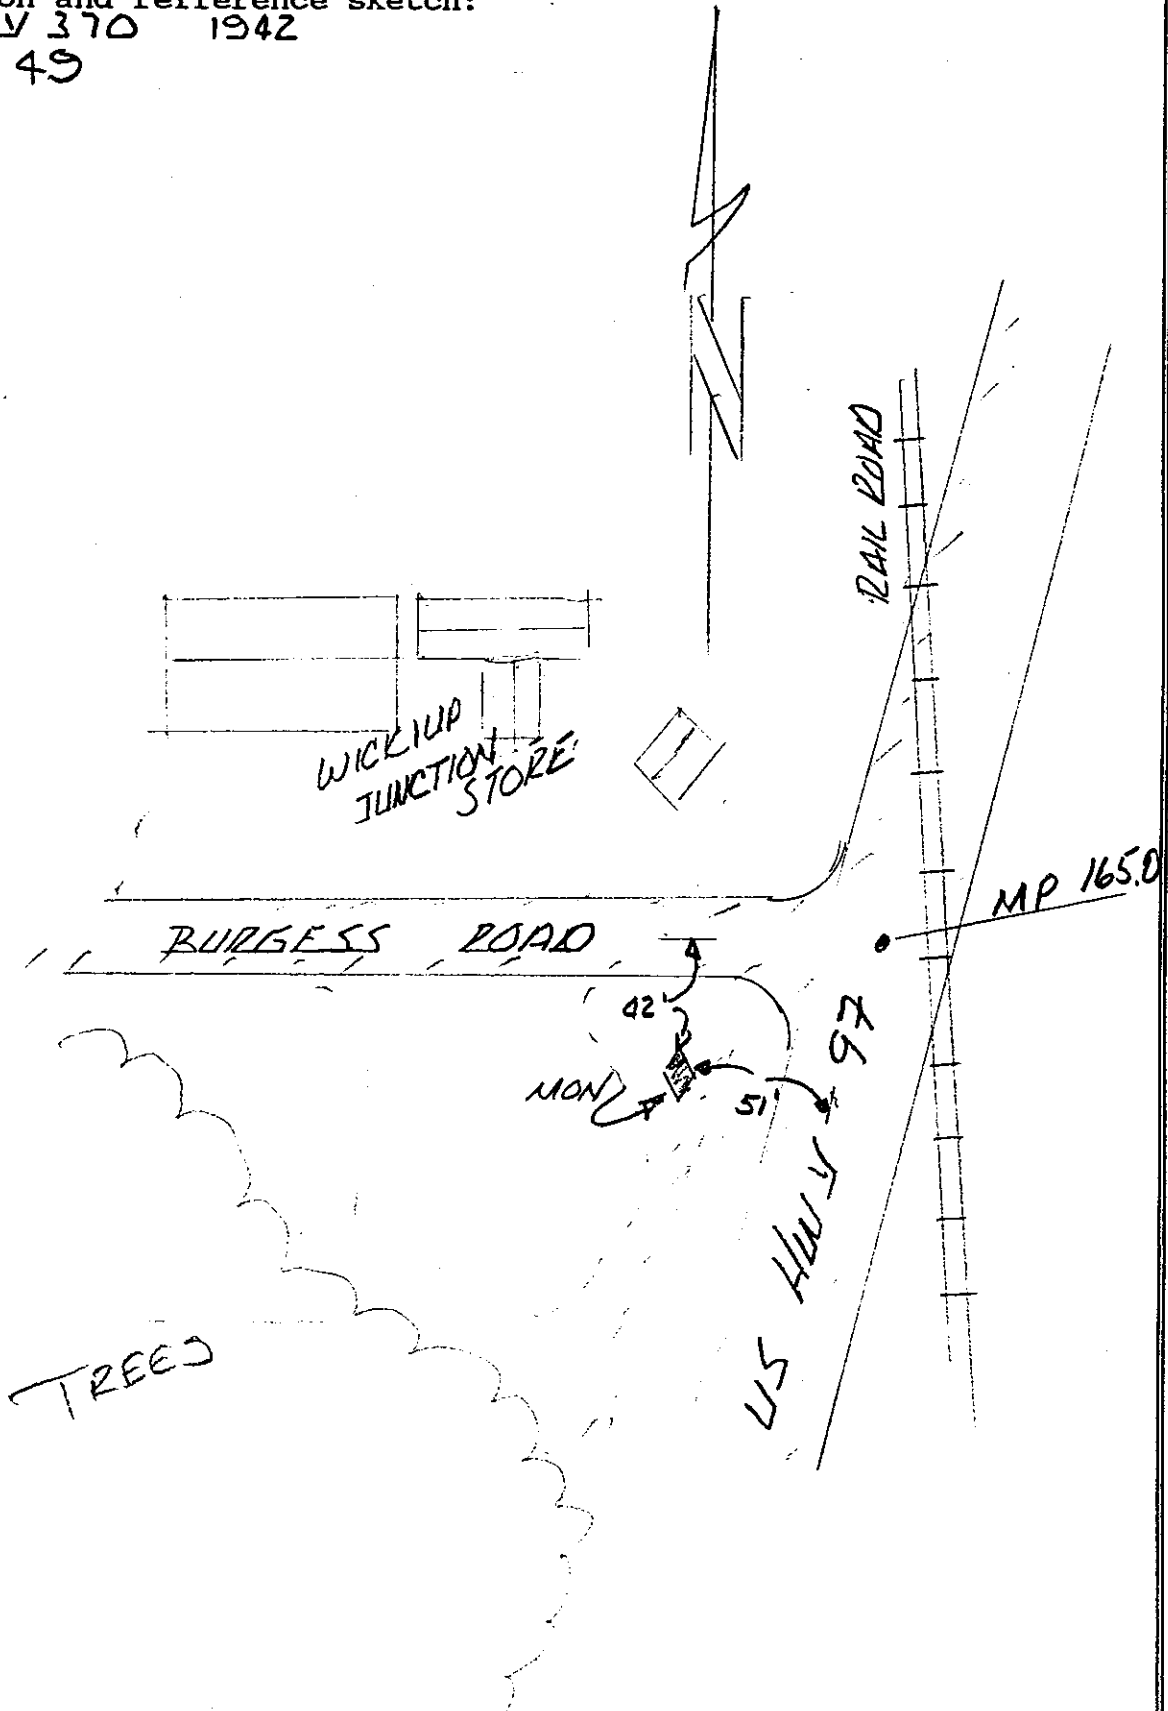 on and refference sketch:
V 370 1942
49
N
RAIL ROAD
WICKIUP
JUNCTION
STORE
MP 165.0
BURGESS ROAD
42'
MON
51'
US HWY 97
TREES